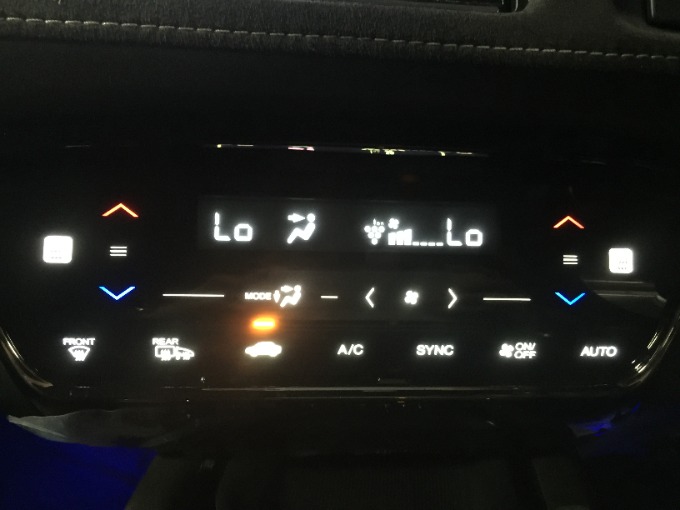 Lo Lo
MODE
FRONT REAR A/C SYNC ON/OFF AUTO